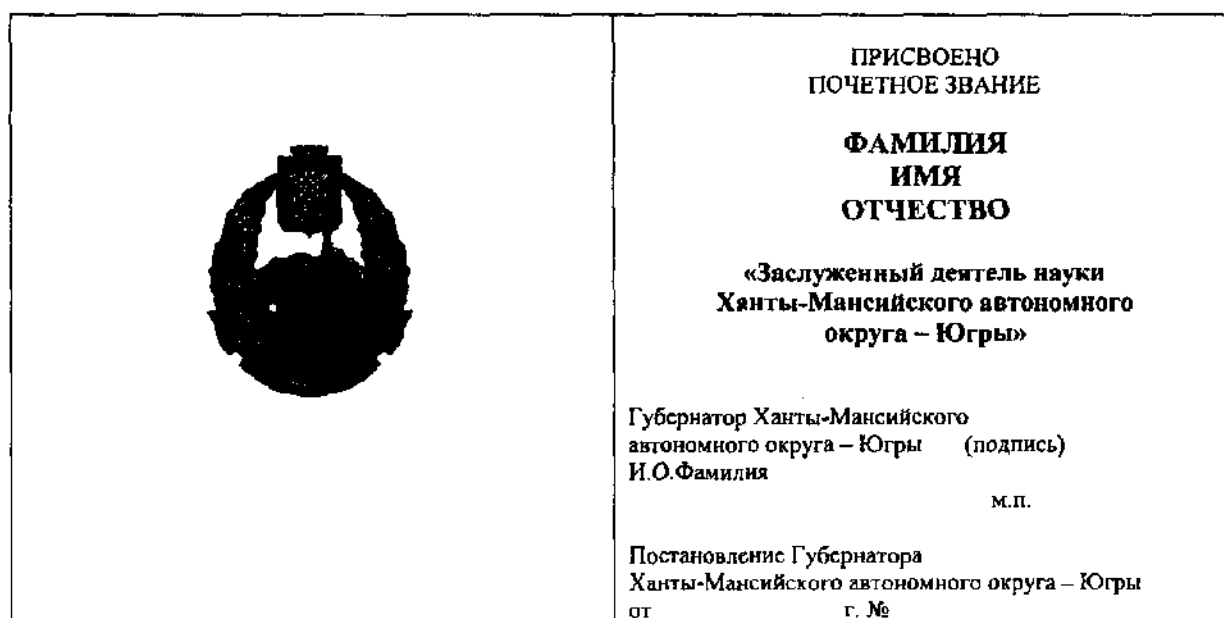 ПРИСВОЕНО
ПОЧЕТНОЕ ЗВАНИЕ
ФАМИЛИЯ
ИМЯ
ОТЧЕСТВО
«Заслуженный деятель науки
Ханты-Мансийского автономного
округа – Югры»
Губернатор Ханты-Мансийского
автономного округа – Югры (подпись)
И.О.Фамилия
м.п.
Постановление Губернатора
Ханты-Мансийского автономного округа – Югры
от г. №